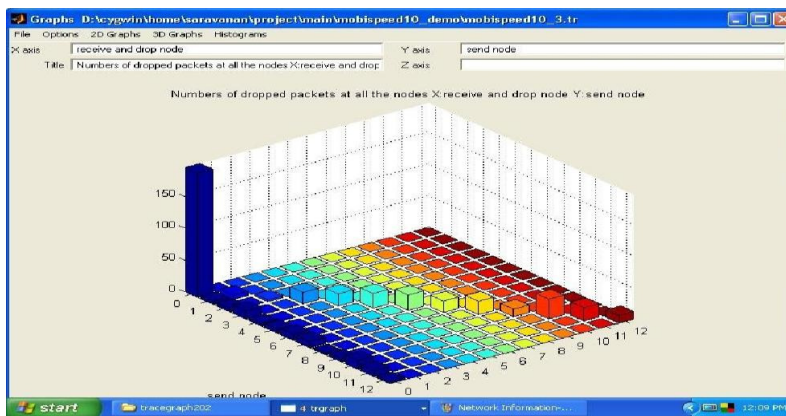 Graphs D:\cygwin\home\saravanan\project\main\mobispeed10_demo\mobispeed10_3.tr
File Options 2D Graphs 3D Graphs Histograms
X axis receive and drop node Y axis send node
Title Numbers of dropped packets at all the nodes X:receive and drop Z axis
Numbers of dropped packets at all the nodes X:receive and drop node Y:send node
150
100
50
0
0 1 2 3 4 5 6 7 8 9 10 11 12
0 1 2 3 4 5 6 7 8 9 10 11 12
send node
start tracegraph202 4 trgraph Network Information-... 12:09 PM